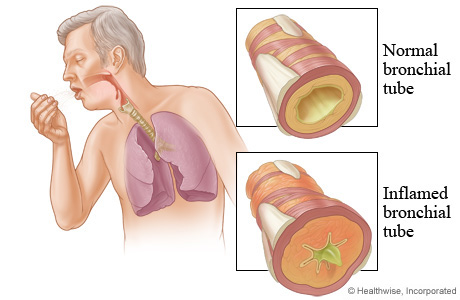 Normal
bronchial
tube
Inflamed
bronchial
tube
© Healthwise, Incorporated